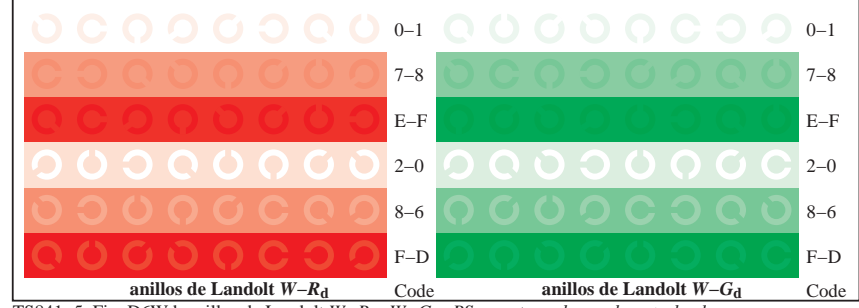 0–1 0–1
7–8 7–8
E–F E–F
2–0 2–0
8–6 8–6
F–D F–D
anillos de Landolt W–Rd Code anillos de Landolt W–Gd Code